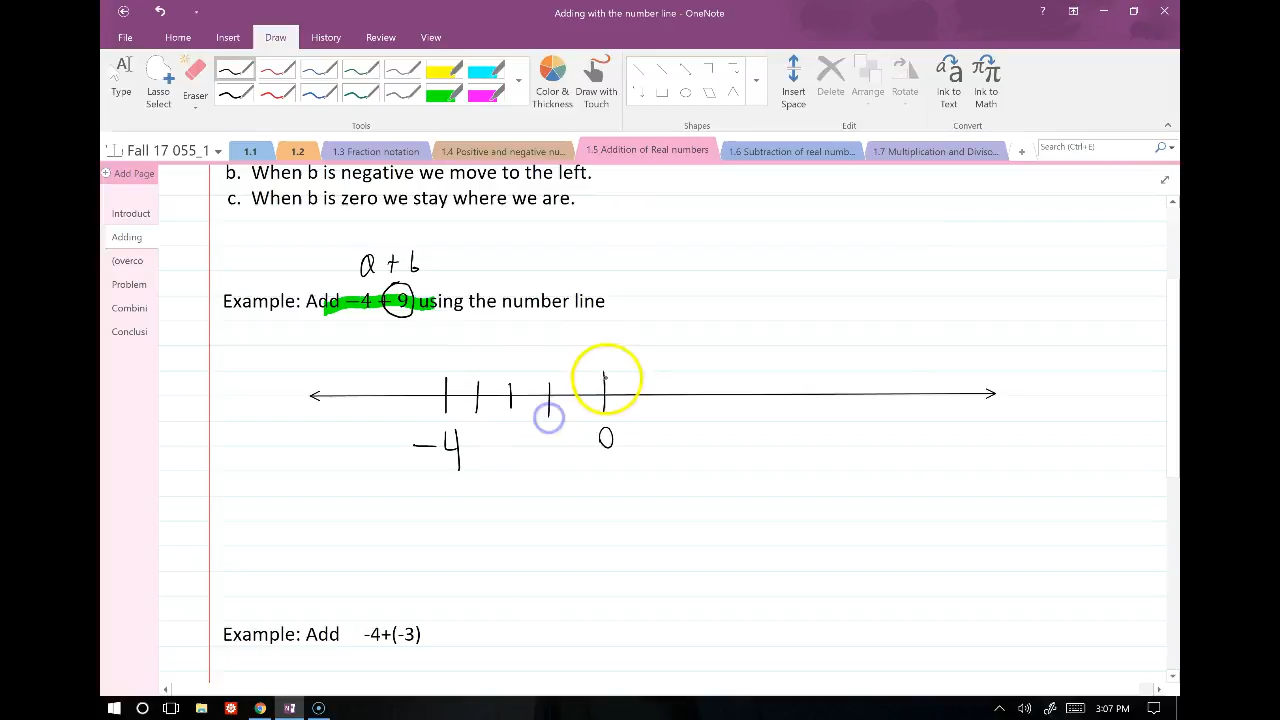 Adding with the number line - OneNote
File Home Insert Draw History Review View
Type Lasso Select Eraser Color & Thickness Draw with Touch Insert Space Delete Arrange Rotate Ink to Text Ink to Math
Tools Shapes Edit Convert
Fall 17 055_1 1.1 1.2 1.3 Fraction notation 1.4 Positive and negative nu... 1.5 Addition of Real numbers 1.6 Subtraction of real numb... 1.7 Multiplication and Diviso... Search (Ctrl+E)
Add Page
Introduct
Adding
(overco
Problem
Combini
Conclusi
b. When b is negative we move to the left.
c. When b is zero we stay where we are.
a + b
Example: Add −4 + 9 using the number line
−4 0
Example: Add -4+(-3)
3:07 PM